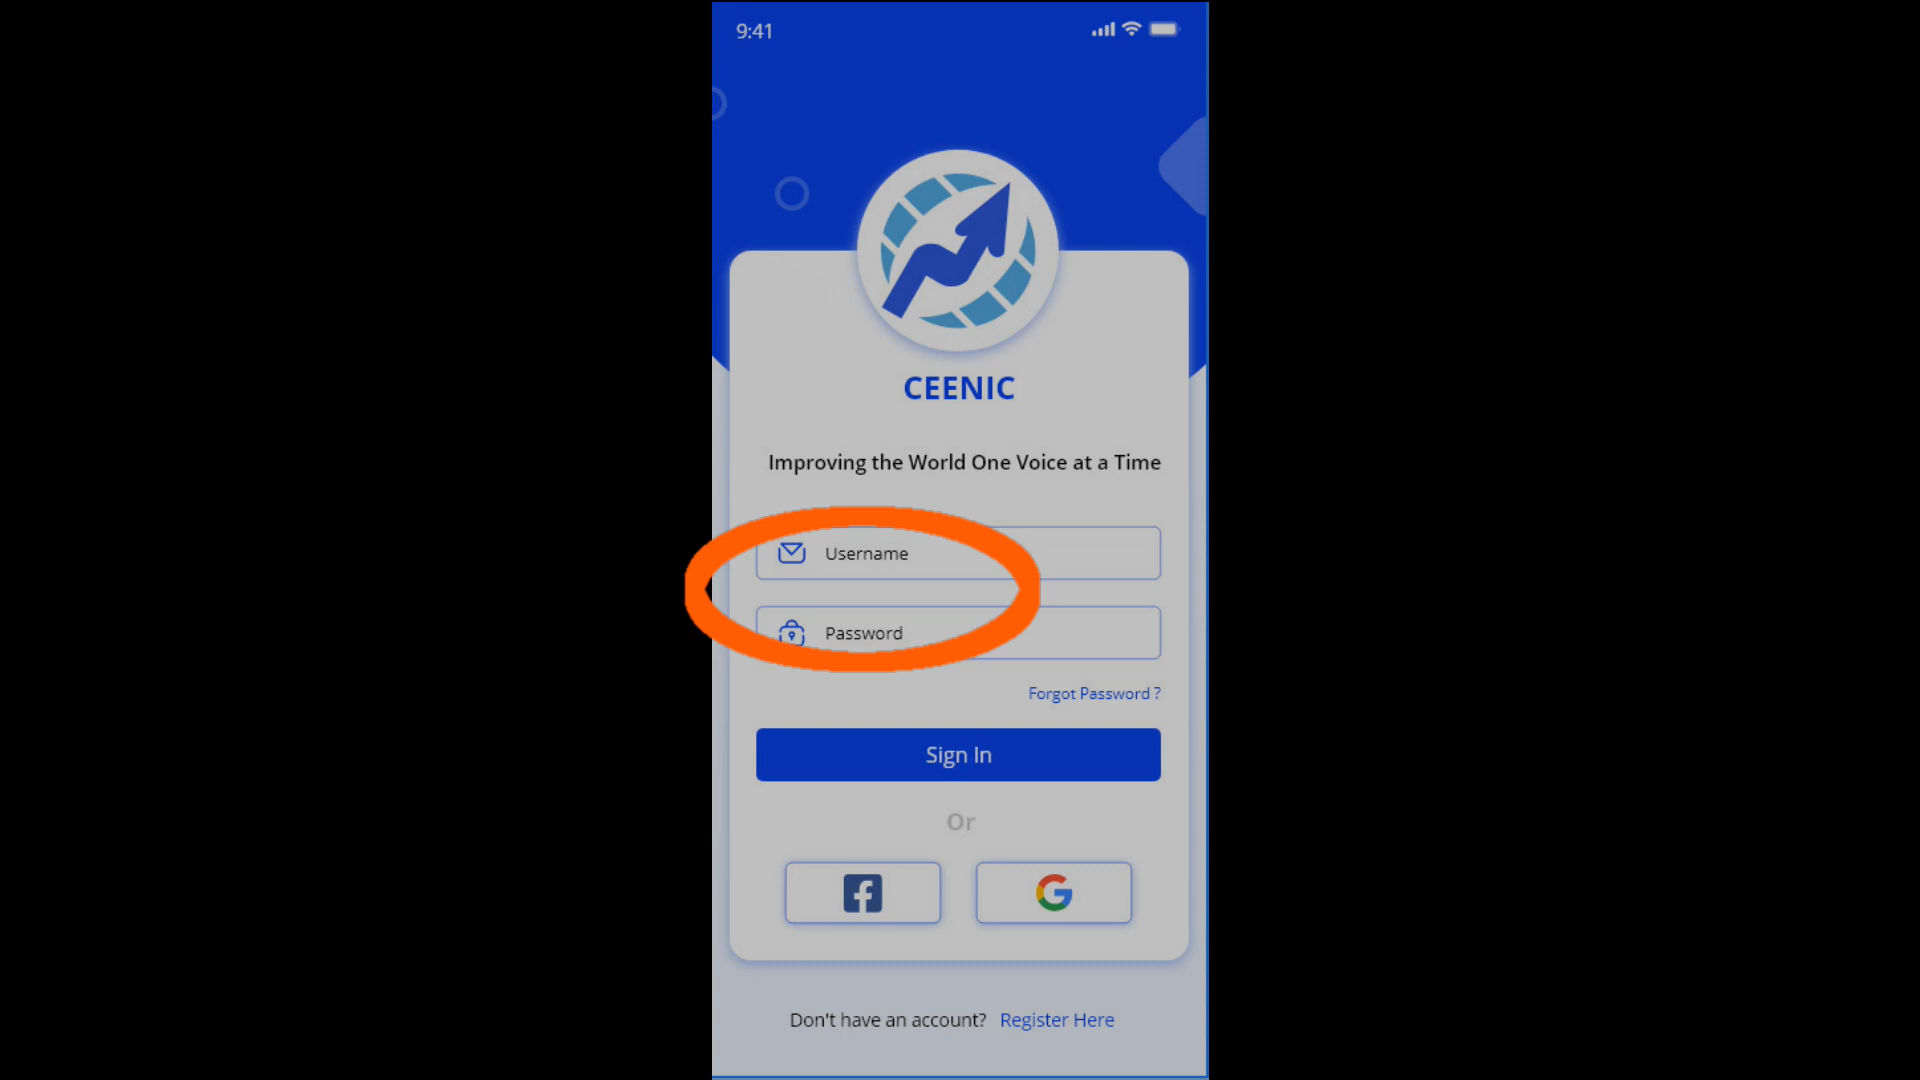 9:41
CEENIC
Improving the World One Voice at a Time
Username
Password
Forgot Password ?
Sign In
Or
Don't have an account? Register Here